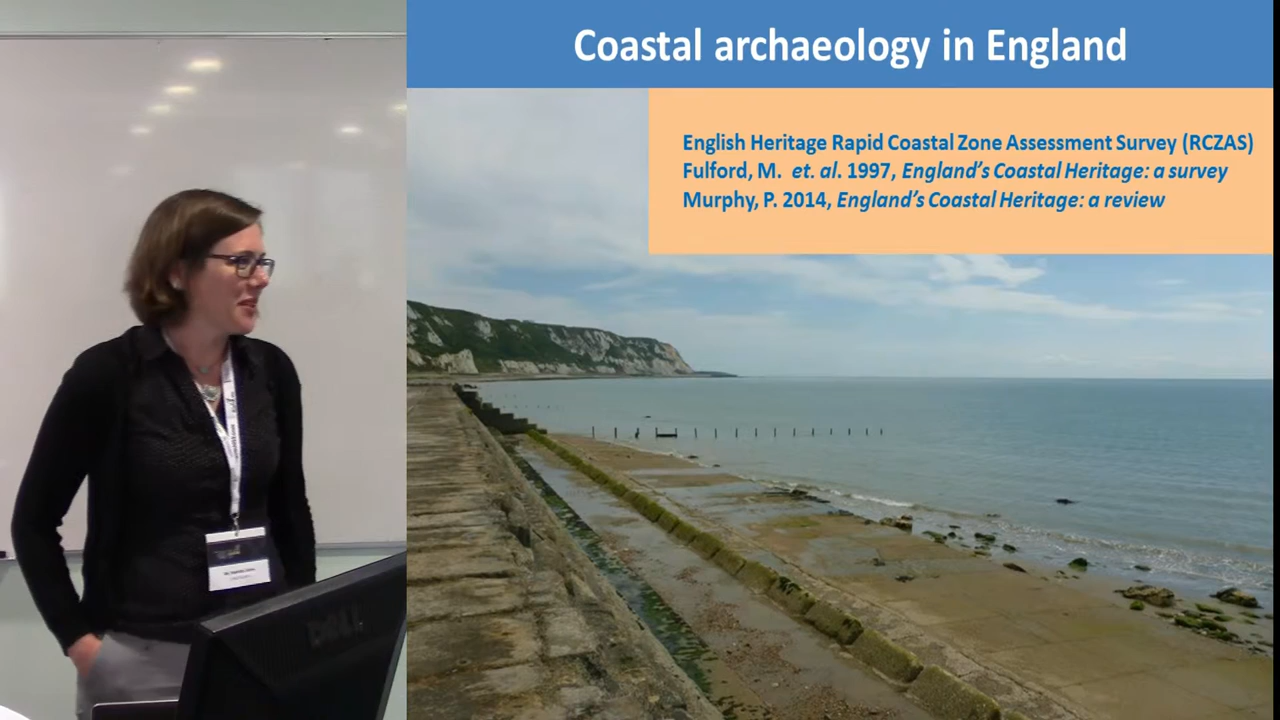 Coastal archaeology in England
English Heritage Rapid Coastal Zone Assessment Survey (RCZAS)
Fulford, M. et. al. 1997, England's Coastal Heritage: a survey
Murphy, P. 2014, England's Coastal Heritage: a review
DELL